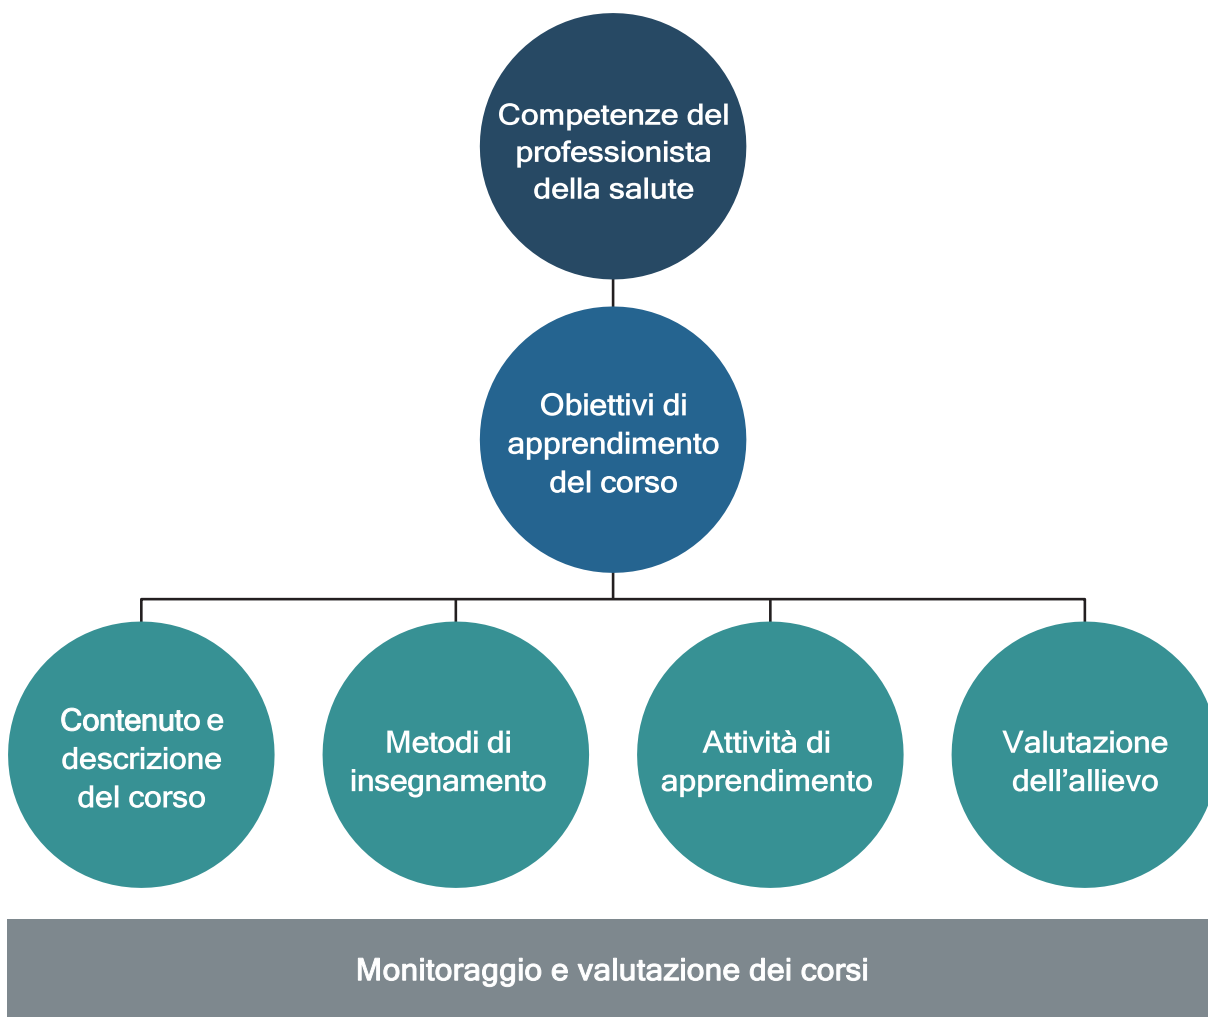 Competenze del
professionista
della salute
Obiettivi di
apprendimento
del corso
Contenuto e
descrizione
del corso
Metodi di
insegnamento
Attività di
apprendimento
Valutazione
dell’allievo
Monitoraggio e valutazione dei corsi